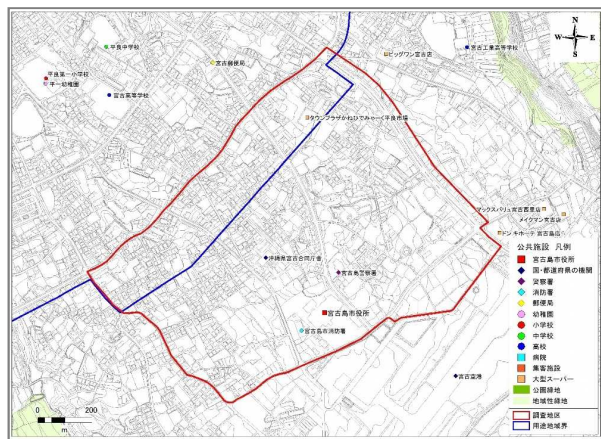 平良中学校
ビッグワン宮古店
宮古工業高等学校
N
W
E
S
宮古郵便局
平良第一小学校
平一幼稚園
宮古高等学校
タウンプラザかねひでみゃーく平良市場
マックスバリュ宮古西里店
メイクマン宮古店
ドン・キホーテ 宮古島店
沖縄県宮古合同庁舎
宮古島警察署
宮古島市役所
宮古島市消防署
宮古空港
公共施設 凡例
宮古島市役所
国・都道府県の機関
警察署
消防署
郵便局
幼稚園
小学校
中学校
高校
病院
集客施設
大型スーパー
公園緑地
地域性緑地
調査地区
用途地域界
0
200
m